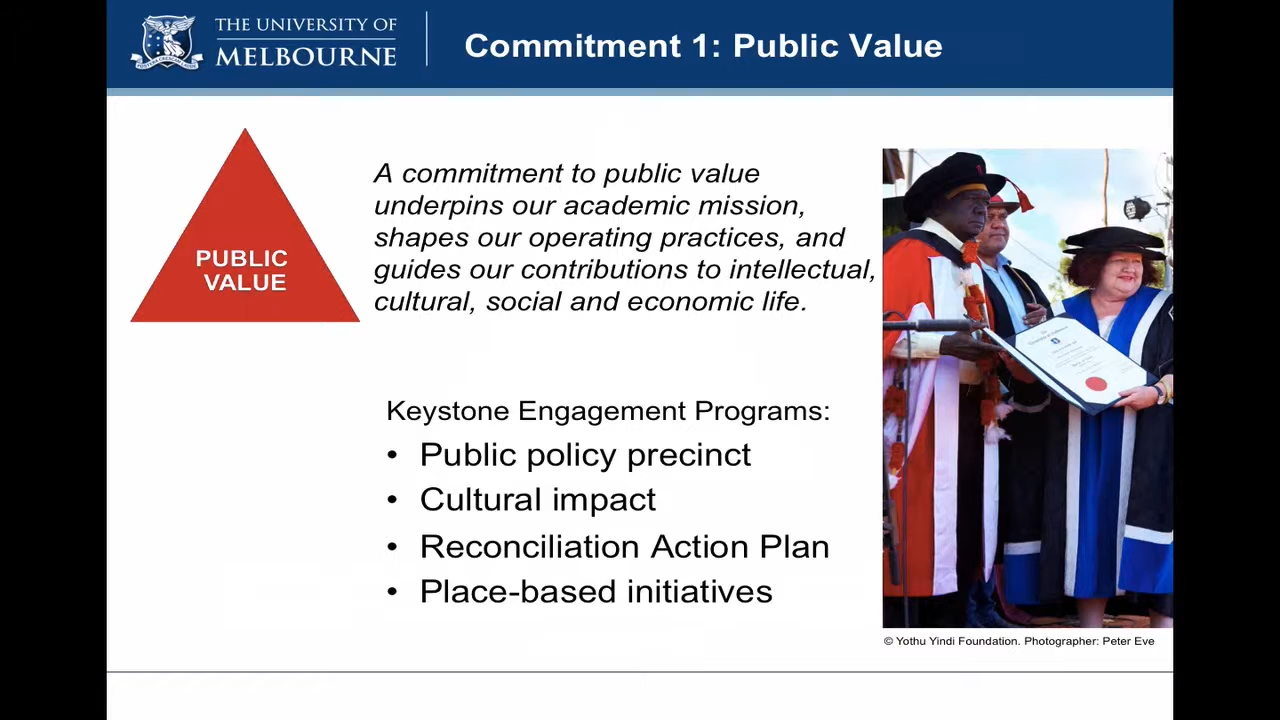 THE UNIVERSITY OF
MELBOURNE
Commitment 1: Public Value
PUBLIC
VALUE
A commitment to public value
underpins our academic mission,
shapes our operating practices, and
guides our contributions to intellectual,
cultural, social and economic life.
Keystone Engagement Programs:
• Public policy precinct
• Cultural impact
• Reconciliation Action Plan
• Place-based initiatives
© Yothu Yindi Foundation. Photographer: Peter Eve